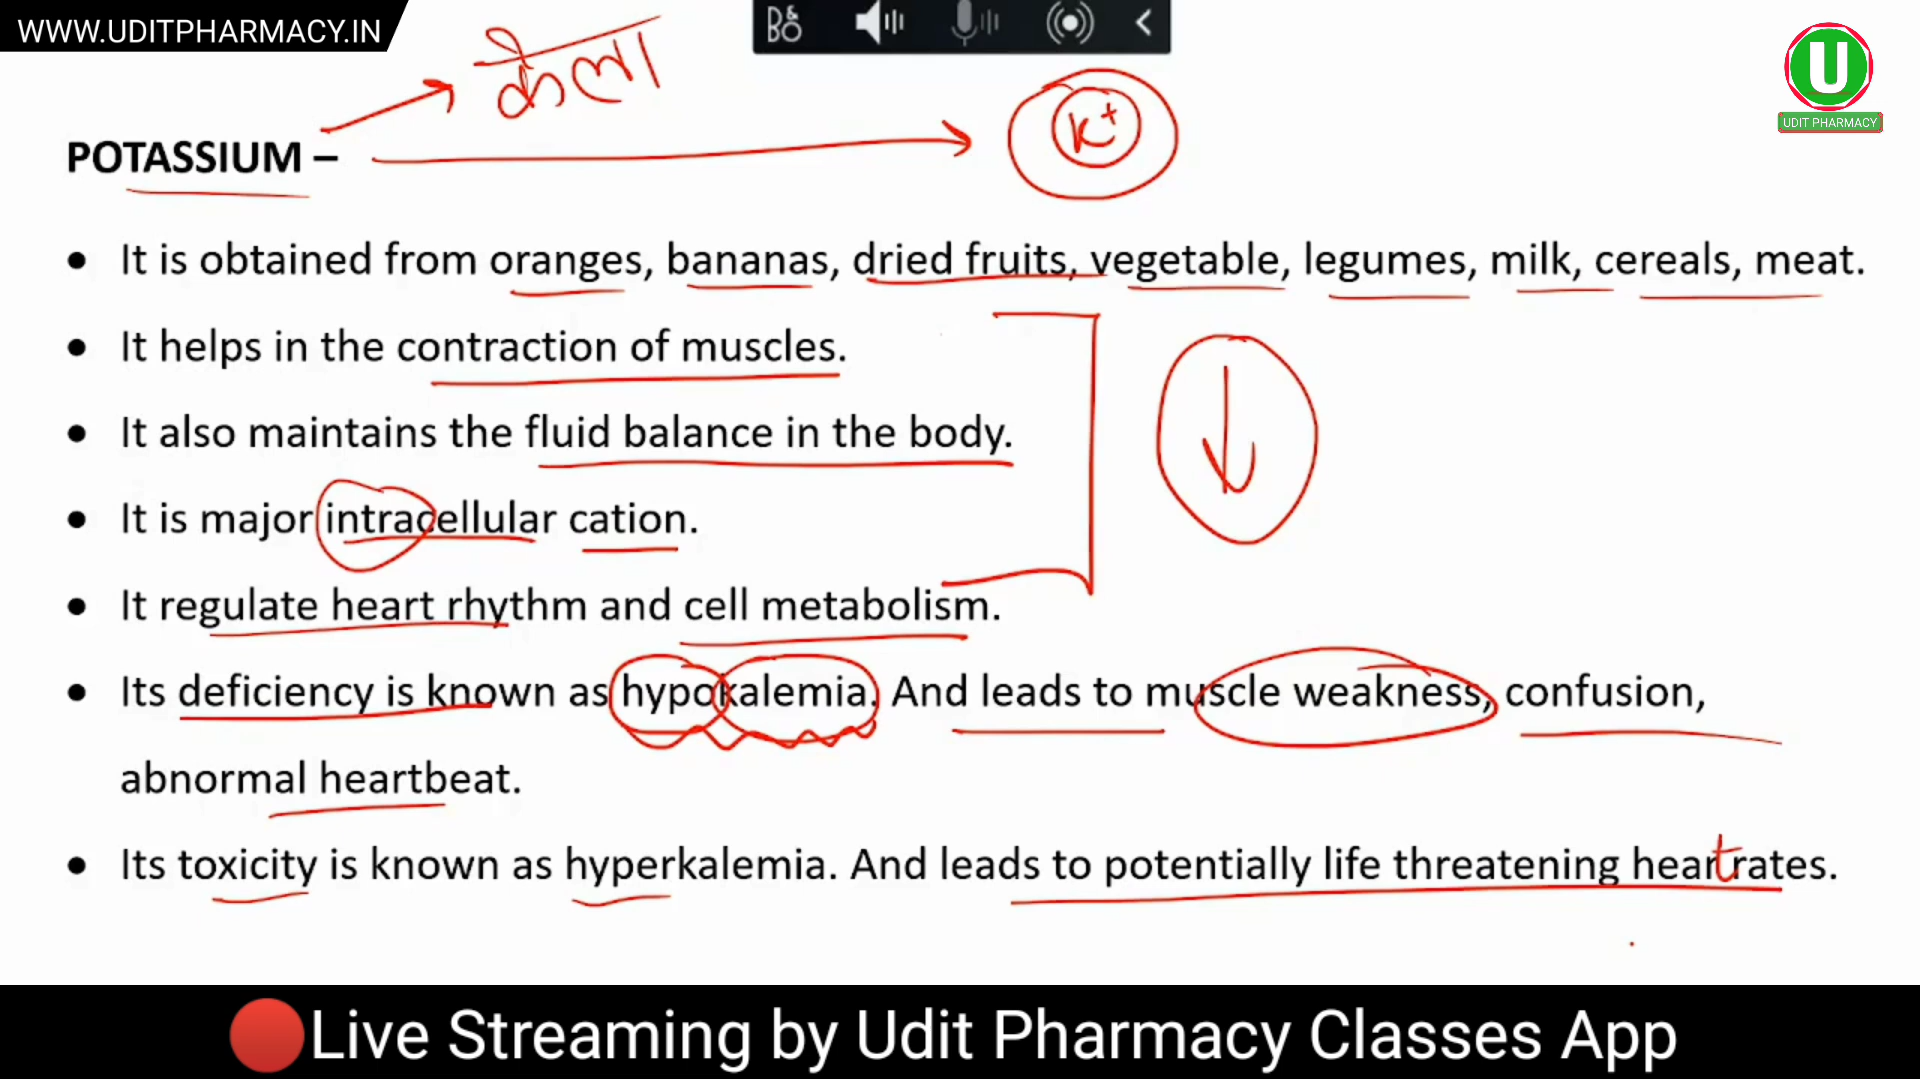 WWW.UDITPHARMACY.IN
केला
U
UDIT PHARMACY
K+
POTASSIUM –
• It is obtained from oranges, bananas, dried fruits, vegetable, legumes, milk, cereals, meat.
• It helps in the contraction of muscles.
• It also maintains the fluid balance in the body.
• It is major intracellular cation.
• It regulate heart rhythm and cell metabolism.
• Its deficiency is known as hypokalemia. And leads to muscle weakness, confusion,
abnormal heartbeat.
• Its toxicity is known as hyperkalemia. And leads to potentially life threatening heart rates.
Live Streaming by Udit Pharmacy Classes App